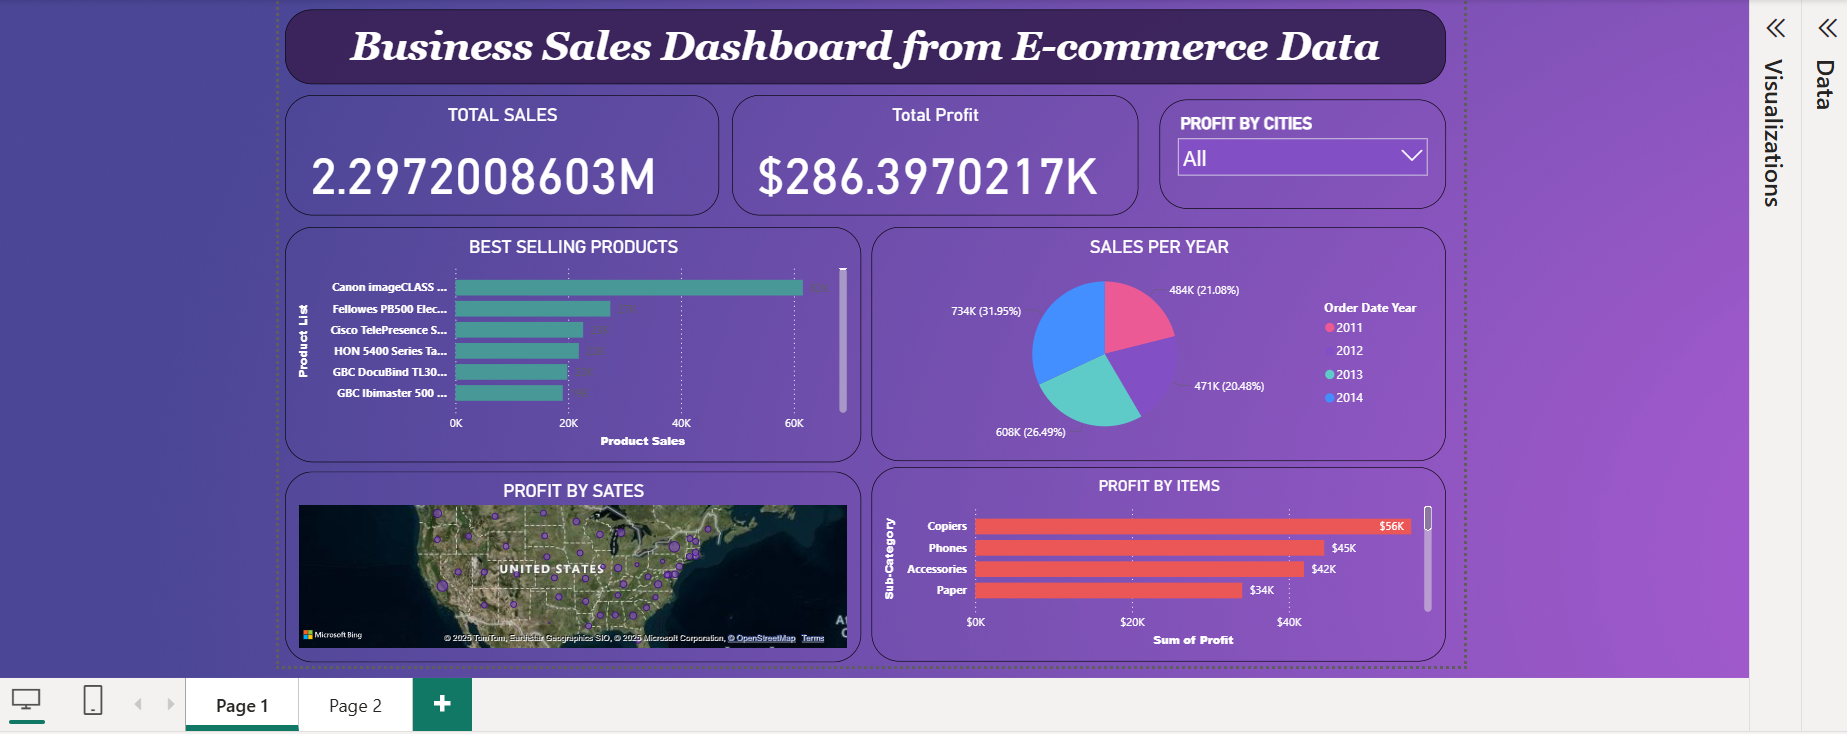 Business Sales Dashboard from E-commerce Data
TOTAL SALES
2.2972008603M
Total Profit
$286.3970217K
PROFIT BY CITIES
All
BEST SELLING PRODUCTS
Product List
Canon imageCLASS ...
Fellowes PB500 Elec...
Cisco TelePresence S...
HON 5400 Series Ta...
GBC DocuBind TL30...
GBC Ibimaster 500 ...
0K 20K 40K 60K
Product Sales
SALES PER YEAR
484K (21.08%)
734K (31.95%)
471K (20.48%)
608K (26.49%)
Order Date Year
2011
2012
2013
2014
PROFIT BY SATES
UNITED STATES
Microsoft Bing
© 2025 TomTom, Earthstar Geographics SIO, © 2025 Microsoft Corporation, © OpenStreetMap Terms
PROFIT BY ITEMS
Sub-Category
Copiers $56K
Phones $45K
Accessories $42K
Paper $34K
$0K $20K $40K
Sum of Profit
Visualizations
Data
Page 1
Page 2